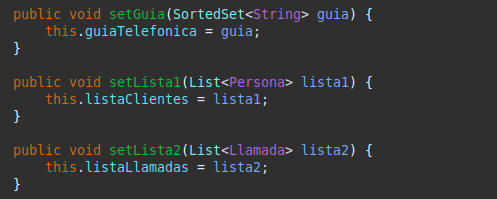 public void setGuia(SortedSet<String> guia) {
    this.guiaTelefonica = guia;
}

public void setLista1(List<Persona> lista1) {
    this.listaClientes = lista1;
}

public void setLista2(List<Llamada> lista2) {
    this.listaLlamadas = lista2;
}